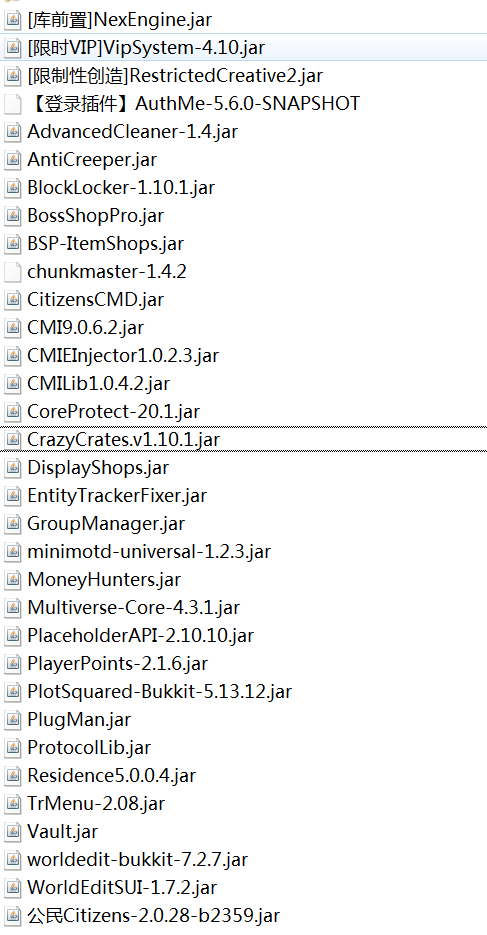 [库前置]NexEngine.jar
[限时VIP]VipSystem-4.10.jar
[限制性创造]RestrictedCreative2.jar
【登录插件】AuthMe-5.6.0-SNAPSHOT
AdvancedCleaner-1.4.jar
AntiCreeper.jar
BlockLocker-1.10.1.jar
BossShopPro.jar
BSP-ItemShops.jar
chunkmaster-1.4.2
CitizensCMD.jar
CMI9.0.6.2.jar
CMIEInjector1.0.2.3.jar
CMILib1.0.4.2.jar
CoreProtect-20.1.jar
CrazyCrates.v1.10.1.jar
DisplayShops.jar
EntityTrackerFixer.jar
GroupManager.jar
minimotd-universal-1.2.3.jar
MoneyHunters.jar
Multiverse-Core-4.3.1.jar
PlaceholderAPI-2.10.10.jar
PlayerPoints-2.1.6.jar
PlotSquared-Bukkit-5.13.12.jar
PlugMan.jar
ProtocolLib.jar
Residence5.0.0.4.jar
TrMenu-2.08.jar
Vault.jar
worldedit-bukkit-7.2.7.jar
WorldEditSUI-1.7.2.jar
公民Citizens-2.0.28-b2359.jar